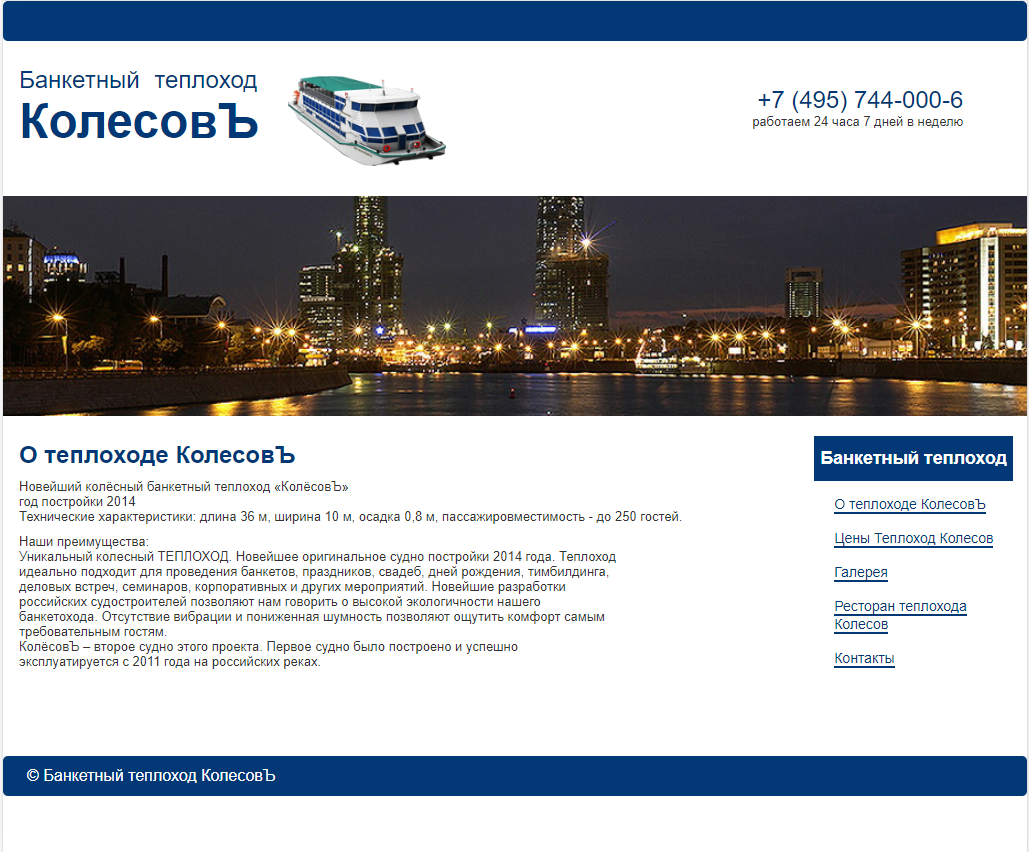 Банкетный теплоход
КолесовЪ
+7 (495) 744-000-6
работаем 24 часа 7 дней в неделю
О теплоходе КолесовЪ
Новейший колёсный банкетный теплоход «КолёсовЪ»
год постройки 2014
Технические характеристики: длина 36 м, ширина 10 м, осадка 0,8 м, пассажировместимость - до 250 гостей.
Наши преимущества:
Уникальный колесный ТЕПЛОХОД. Новейшее оригинальное судно постройки 2014 года. Теплоход
идеально подходит для проведения банкетов, праздников, свадеб, дней рождения, тимбилдинга,
деловых встреч, семинаров, корпоративных и других мероприятий. Новейшие разработки
российских судостроителей позволяют нам говорить о высокой экологичности нашего
банкетохода. Отсутствие вибрации и пониженная шумность позволяют ощутить комфорт самым
требовательным гостям.
КолёсовЪ – второе судно этого проекта. Первое судно было построено и успешно
эксплуатируется с 2011 года на российских реках.
Банкетный теплоход
О теплоходе КолесовЪ
Цены Теплоход Колесов
Галерея
Ресторан теплохода
Колесов
Контакты
© Банкетный теплоход КолесовЪ